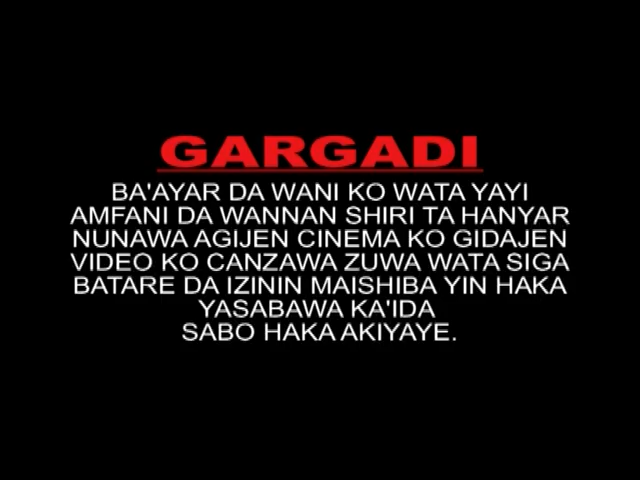 GARGADI
BA'AYAR DA WANI KO WATA YAYI
AMFANI DA WANNAN SHIRI TA HANYAR
NUNAWA AGIJEN CINEMA KO GIDAJEN
VIDEO KO CANZAWA ZUWA WATA SIGA
BATARE DA IZININ MAISHIBA YIN HAKA
YASABAWA KA'IDA
SABO HAKA AKIYAYE.